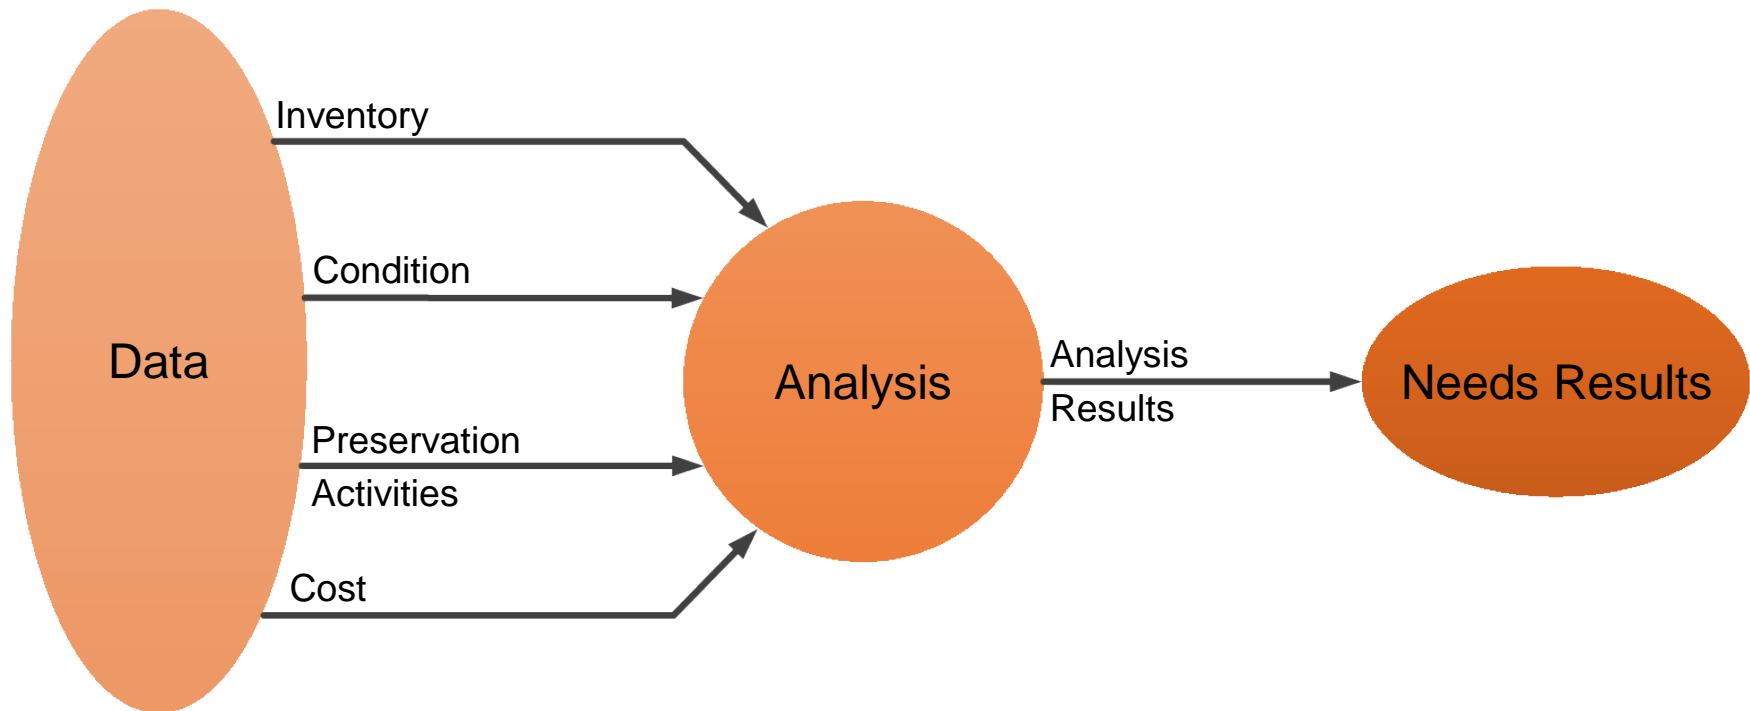 Inventory
Condition
Data
Preservation
Activities
Cost
Analysis
Analysis
Results
Needs Results